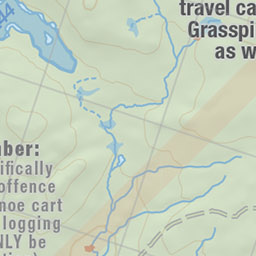 travel ca
Grasspi
as w
mber:
ifically
offence
noe cart
logging
NLY be